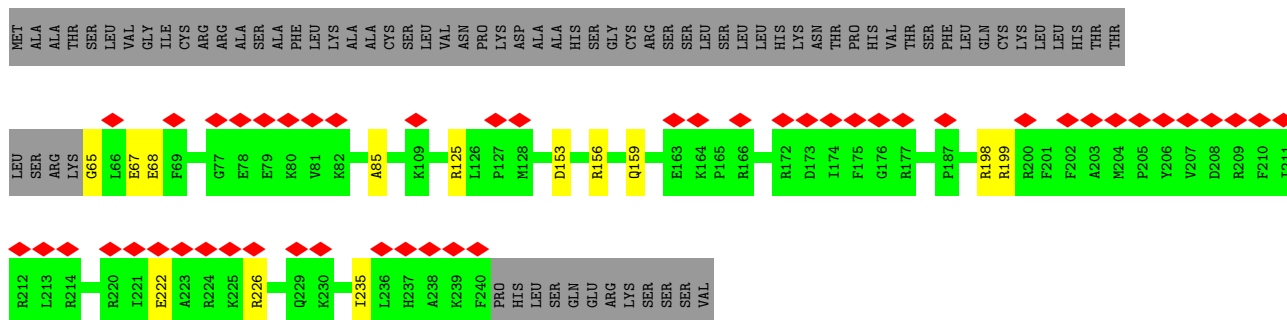 MET ALA ALA THR SER LEU VAL GLY ILE CYS ARG ARG ALA SER ALA PHE LEU LYS ALA ALA CYS SER LEU VAL ASN PRO LYS ASP ALA ALA HIS SER GLY CYS ARG SER SER LEU SER LEU LEU HIS LYS ASN THR PRO HIS VAL THR SER PHE LEU GLN CYS LYS LEU LEU HIS THR THR
LEU SER ARG LYS G65 L66 E67 E68 F69 G77 E78 E79 K80 V81 K82 A85 K109 R125 L126 P127 M128 D153 R156 Q159 E163 K164 P165 R166 R172 D173 I174 F175 G176 R177 P187 R198 R199 R200 F201 F202 A203 M204 P205 Y206 V207 D208 R209 F210 I211
R212 L213 R214 R220 I221 E222 A223 R224 K225 R226 Q229 K230 I235 L236 H237 A238 K239 F240 PRO HIS LEU SER GLN GLU ARG LYS SER SER SER VAL